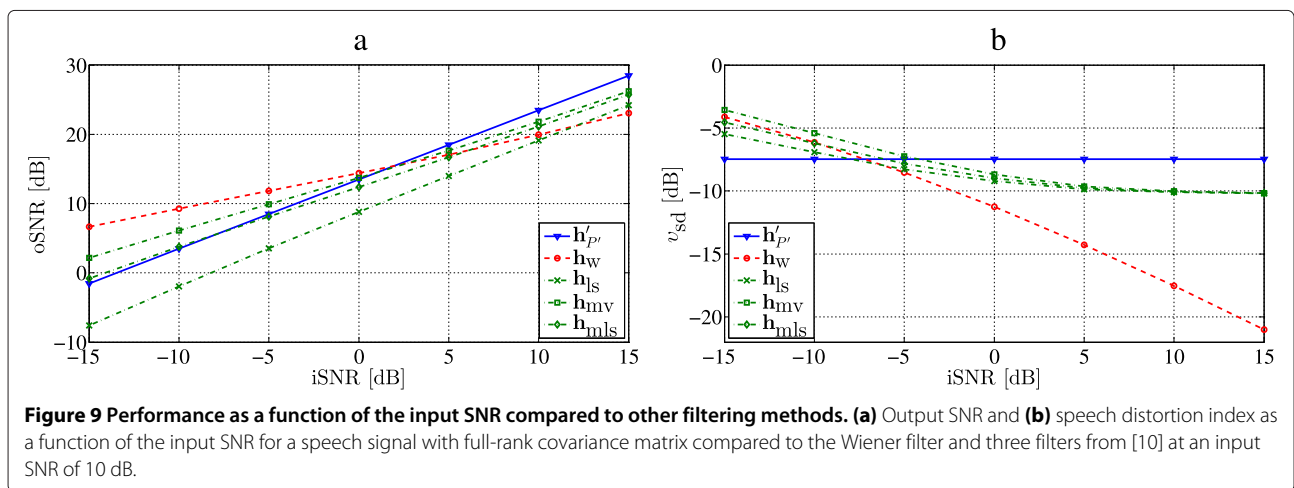 a
oSNR [dB]
30
20
10
0
−10
−15
−10
−5
0
5
10
15
iSNR [dB]
h′P′
hw
hls
hmv
hmls
b
vsd [dB]
0
−5
−10
−15
−20
−15
−10
−5
0
5
10
15
iSNR [dB]
h′P′
hw
hls
hmv
hmls
Figure 9 Performance as a function of the input SNR compared to other filtering methods. (a) Output SNR and (b) speech distortion index as
a function of the input SNR for a speech signal with full-rank covariance matrix compared to the Wiener filter and three filters from [10] at an input
SNR of 10 dB.